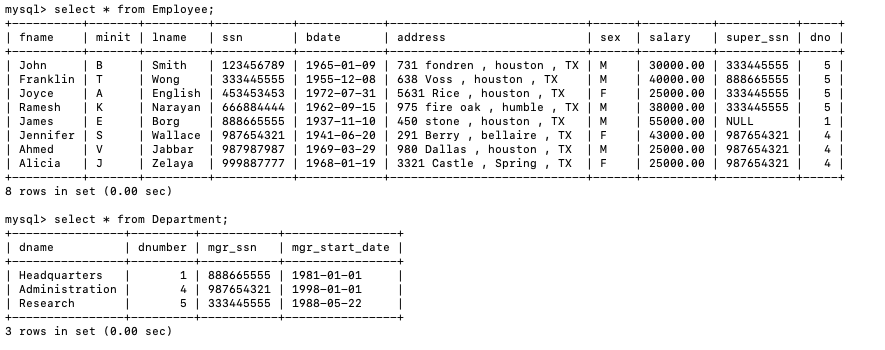 mysql> select * from Employee;
+-----------+-------+---------+-----------+------------+--------------------------+------+----------+-----------+-----+
| fname | minit | lname | ssn | bdate | address | sex | salary | super_ssn | dno |
+-----------+-------+---------+-----------+------------+--------------------------+------+----------+-----------+-----+
| John | B | Smith | 123456789 | 1965-01-09 | 731 fondren , houston , TX | M | 30000.00 | 333445555 | 5 |
| Franklin | T | Wong | 333445555 | 1955-12-08 | 638 Voss , houston , TX | M | 40000.00 | 888665555 | 5 |
| Joyce | A | English | 453453453 | 1972-07-31 | 5631 Rice , houston , TX | F | 25000.00 | 333445555 | 5 |
| Ramesh | K | Narayan | 666884444 | 1962-09-15 | 975 fire oak , humble , TX | M | 38000.00 | 333445555 | 5 |
| James | E | Borg | 888665555 | 1937-11-10 | 450 stone , houston , TX | M | 55000.00 | NULL | 1 |
| Jennifer | S | Wallace | 987654321 | 1941-06-20 | 291 Berry , bellaire , TX | F | 43000.00 | 987654321 | 4 |
| Ahmed | V | Jabbar | 987987987 | 1969-03-29 | 980 Dallas , houston , TX | M | 25000.00 | 987654321 | 4 |
| Alicia | J | Zelaya | 999887777 | 1968-01-19 | 3321 Castle , Spring , TX | F | 25000.00 | 987654321 | 4 |
+-----------+-------+---------+-----------+------------+--------------------------+------+----------+-----------+-----+
8 rows in set (0.00 sec)
mysql> select * from Department;
+----------------+---------+-----------+----------------+
| dname | dnumber | mgr_ssn | mgr_start_date |
+----------------+---------+-----------+----------------+
| Headquarters | 1 | 888665555 | 1981-01-01 |
| Administration | 4 | 987654321 | 1998-01-01 |
| Research | 5 | 333445555 | 1988-05-22 |
+----------------+---------+-----------+----------------+
3 rows in set (0.00 sec)